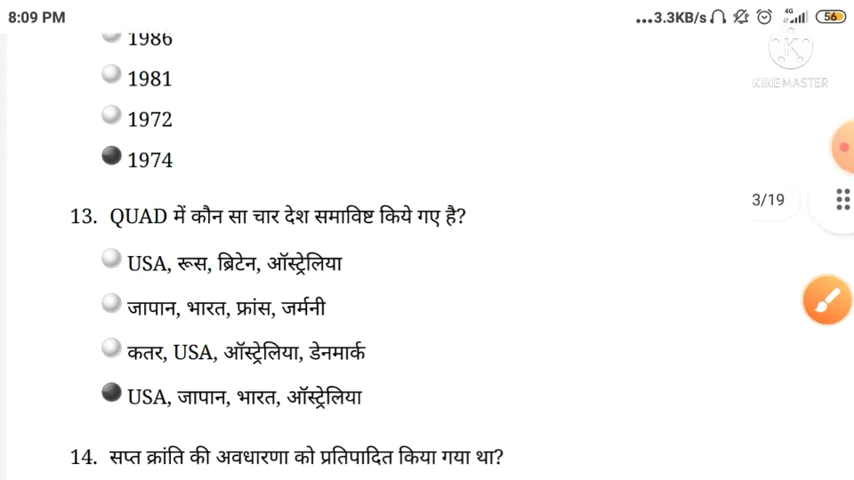 8:09 PM
...3.3KB/s 4G 56
1986
KINEMASTER
1981
1972
1974
3/19
13. QUAD में कौन सा चार देश समाविष्ट किये गए है?
USA, रूस, ब्रिटेन, ऑस्ट्रेलिया
जापान, भारत, फ्रांस, जर्मनी
कतर, USA, ऑस्ट्रेलिया, डेनमार्क
USA, जापान, भारत, ऑस्ट्रेलिया
14. सप्त क्रांति की अवधारणा को प्रतिपादित किया गया था?